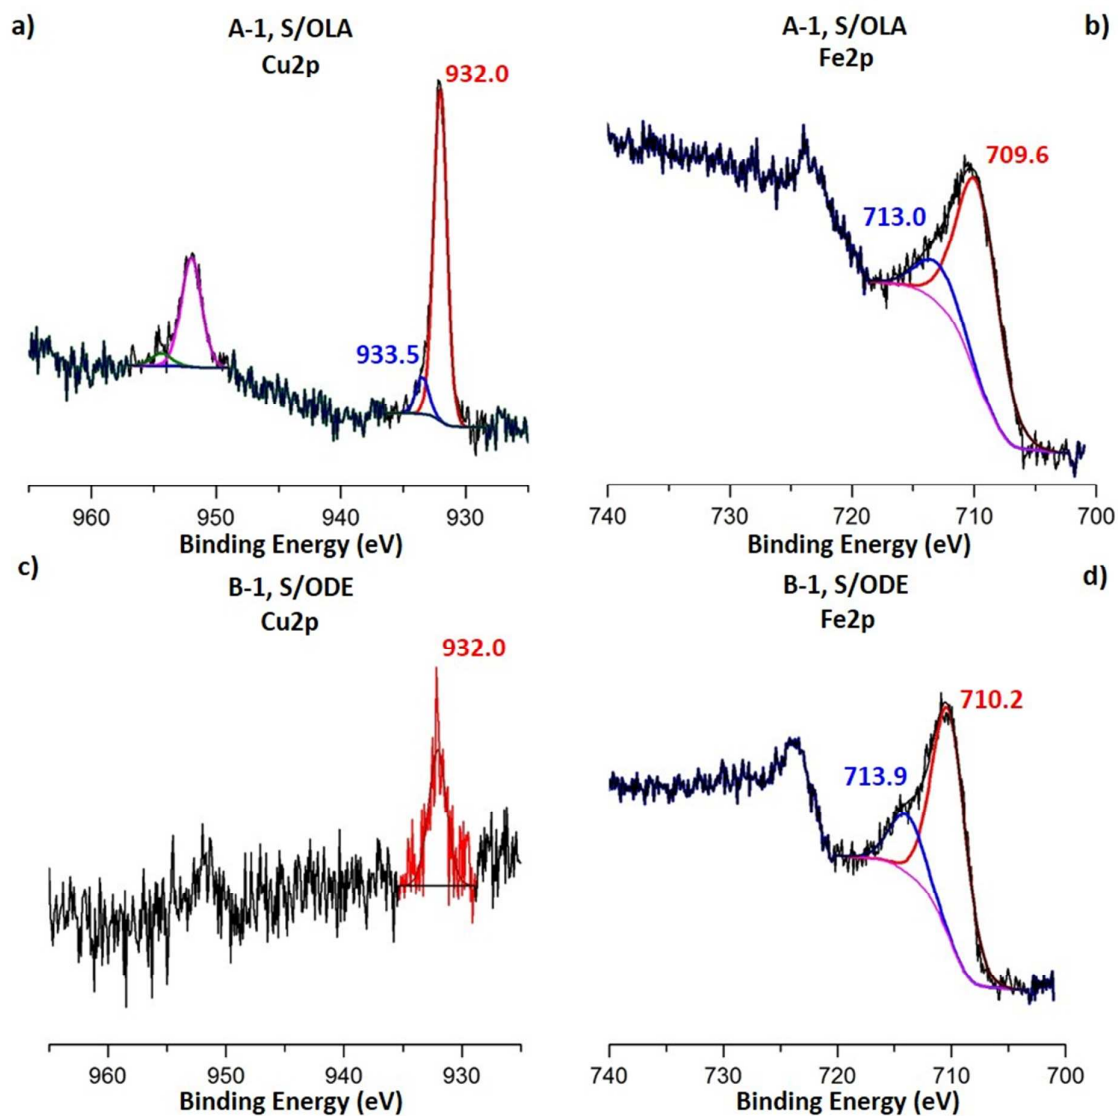 a)
A-1, S/OLA
Cu2p
932.0
933.5
960 950 940 930
Binding Energy (eV)
b)
A-1, S/OLA
Fe2p
709.6
713.0
740 730 720 710 700
Binding Energy (eV)
c)
B-1, S/ODE
Cu2p
932.0
960 950 940 930
Binding Energy (eV)
d)
B-1, S/ODE
Fe2p
710.2
713.9
740 730 720 710 700
Binding Energy (eV)